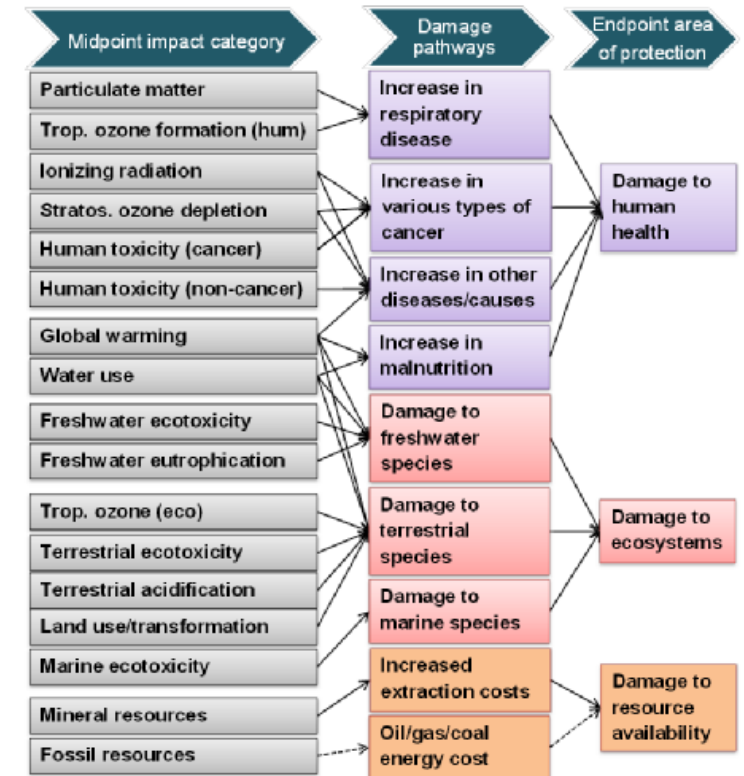 Midpoint impact category
Damage
pathways
Endpoint area
of protection
Particulate matter
Trop. ozone formation (hum)
Ionizing radiation
Stratos. ozone depletion
Human toxicity (cancer)
Human toxicity (non-cancer)
Global warming
Water use
Freshwater ecotoxicity
Freshwater eutrophication
Trop. ozone (eco)
Terrestrial ecotoxicity
Terrestrial acidification
Land use/transformation
Marine ecotoxicity
Mineral resources
Fossil resources
Increase in
respiratory
disease
Increase in
various types of
cancer
Increase in other
diseases/causes
Increase in
malnutrition
Damage to
freshwater
species
Damage to
terrestrial
species
Damage to
marine species
Increased
extraction costs
Oil/gas/coal
energy cost
Damage to
human
health
Damage to
ecosystems
Damage to
resource
availability